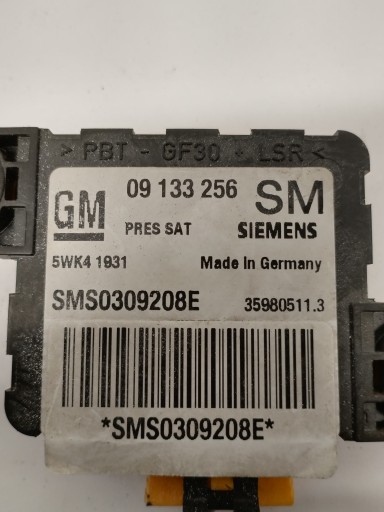 > PBT - GF30 + LSR <
GM 09 133 256 SM
PRES SAT SIEMENS
5WK4 1931 Made in Germany
SMS0309208E 35980511.3
*SMS0309208E*